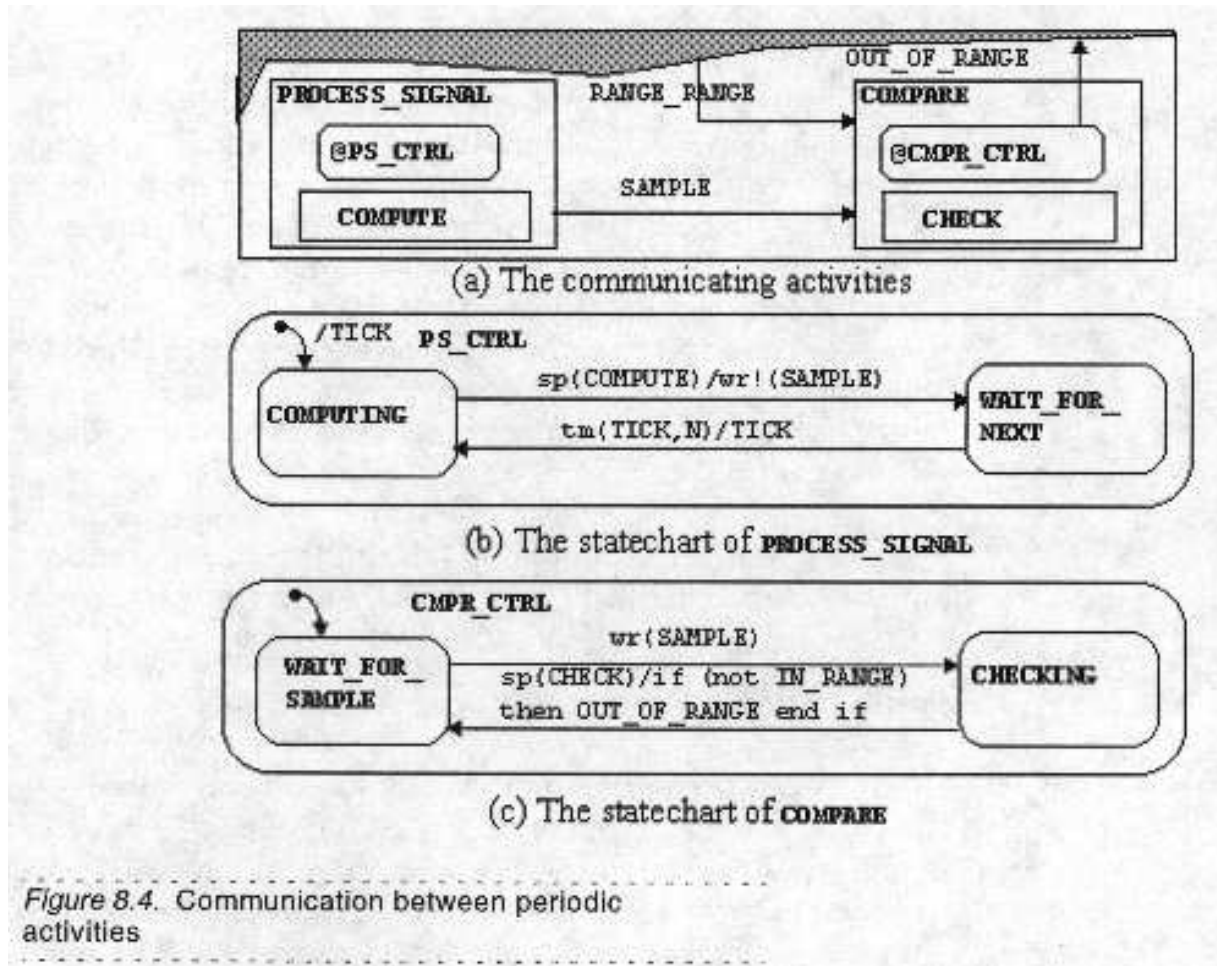 OUT_OF_RANGE
PROCESS_SIGNAL
RANGE_RANGE
COMPARE
@PS_CTRL
@CMPR_CTRL
SAMPLE
COMPUTE
CHECK
(a) The communicating activities
/TICK
PS_CTRL
sp(COMPUTE)/wr!(SAMPLE)
COMPUTING
WAIT_FOR_
NEXT
tm(TICK,N)/TICK
(b) The statechart of PROCESS_SIGNAL
CMPR_CTRL
wr(SAMPLE)
WAIT_FOR_
SAMPLE
sp(CHECK)/if (not IN_RANGE)
then OUT_OF_RANGE end if
CHECKING
(c) The statechart of COMPARE
Figure 8.4. Communication between periodic
activities